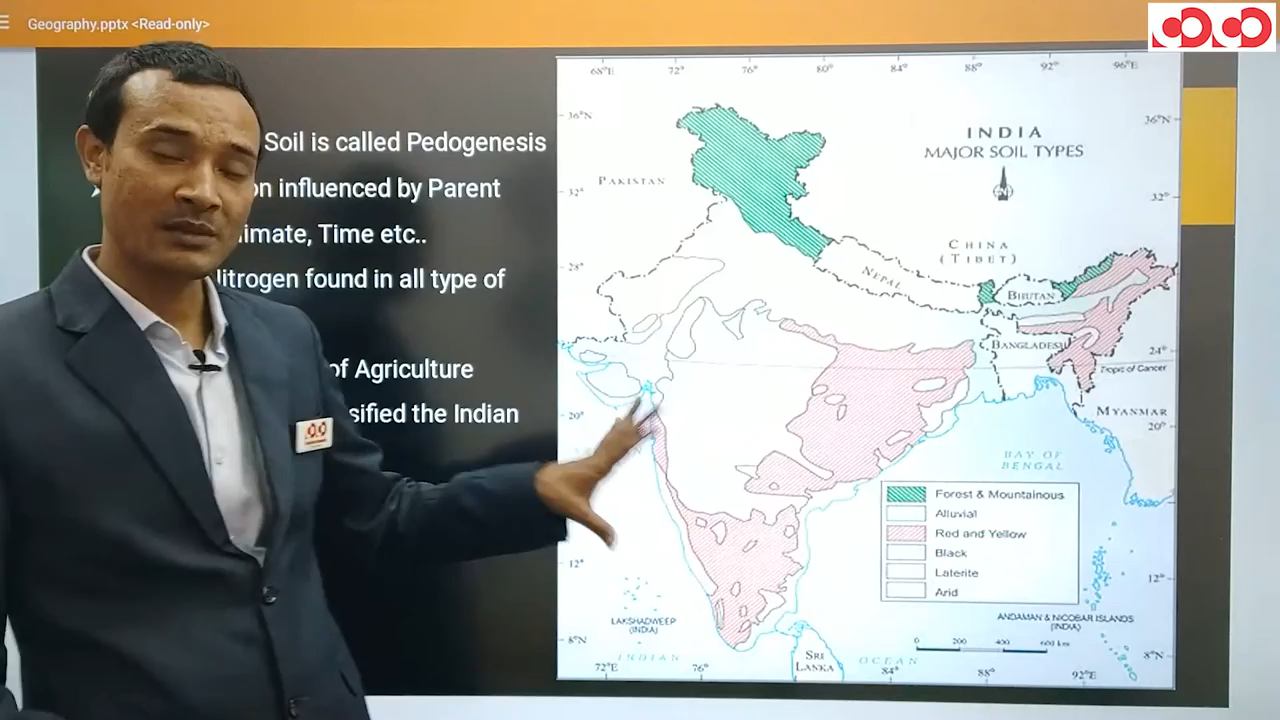 Geography.pptx <Read-only>
Soil is called Pedogenesis
on influenced by Parent
limate, Time etc..
Nitrogen found in all type of
of Agriculture
sified the Indian
68°E 72° 76° 80° 84° 88° 92° 96°E
36°N 36°N
INDIA
MAJOR SOIL TYPES
N
PAKISTAN
32° 32°
CHINA
(TIBET)
28° 28°
NEPAL
BHUTAN
BANGLADESH
24°
Tropic of Cancer
MYANMAR
20° 20°
BAY OF
BENGAL
Forest & Mountainous
Alluvial
Red and Yellow
Black
Laterite
Arid
12° 12°
LAKSHADWEEP
(INDIA)
ANDAMAN & NICOBAR ISLANDS
(INDIA)
0 200 400 600 km
8°N 8°N
INDIAN OCEAN
SRI
LANKA
72°E 76° 84° 88° 92°E